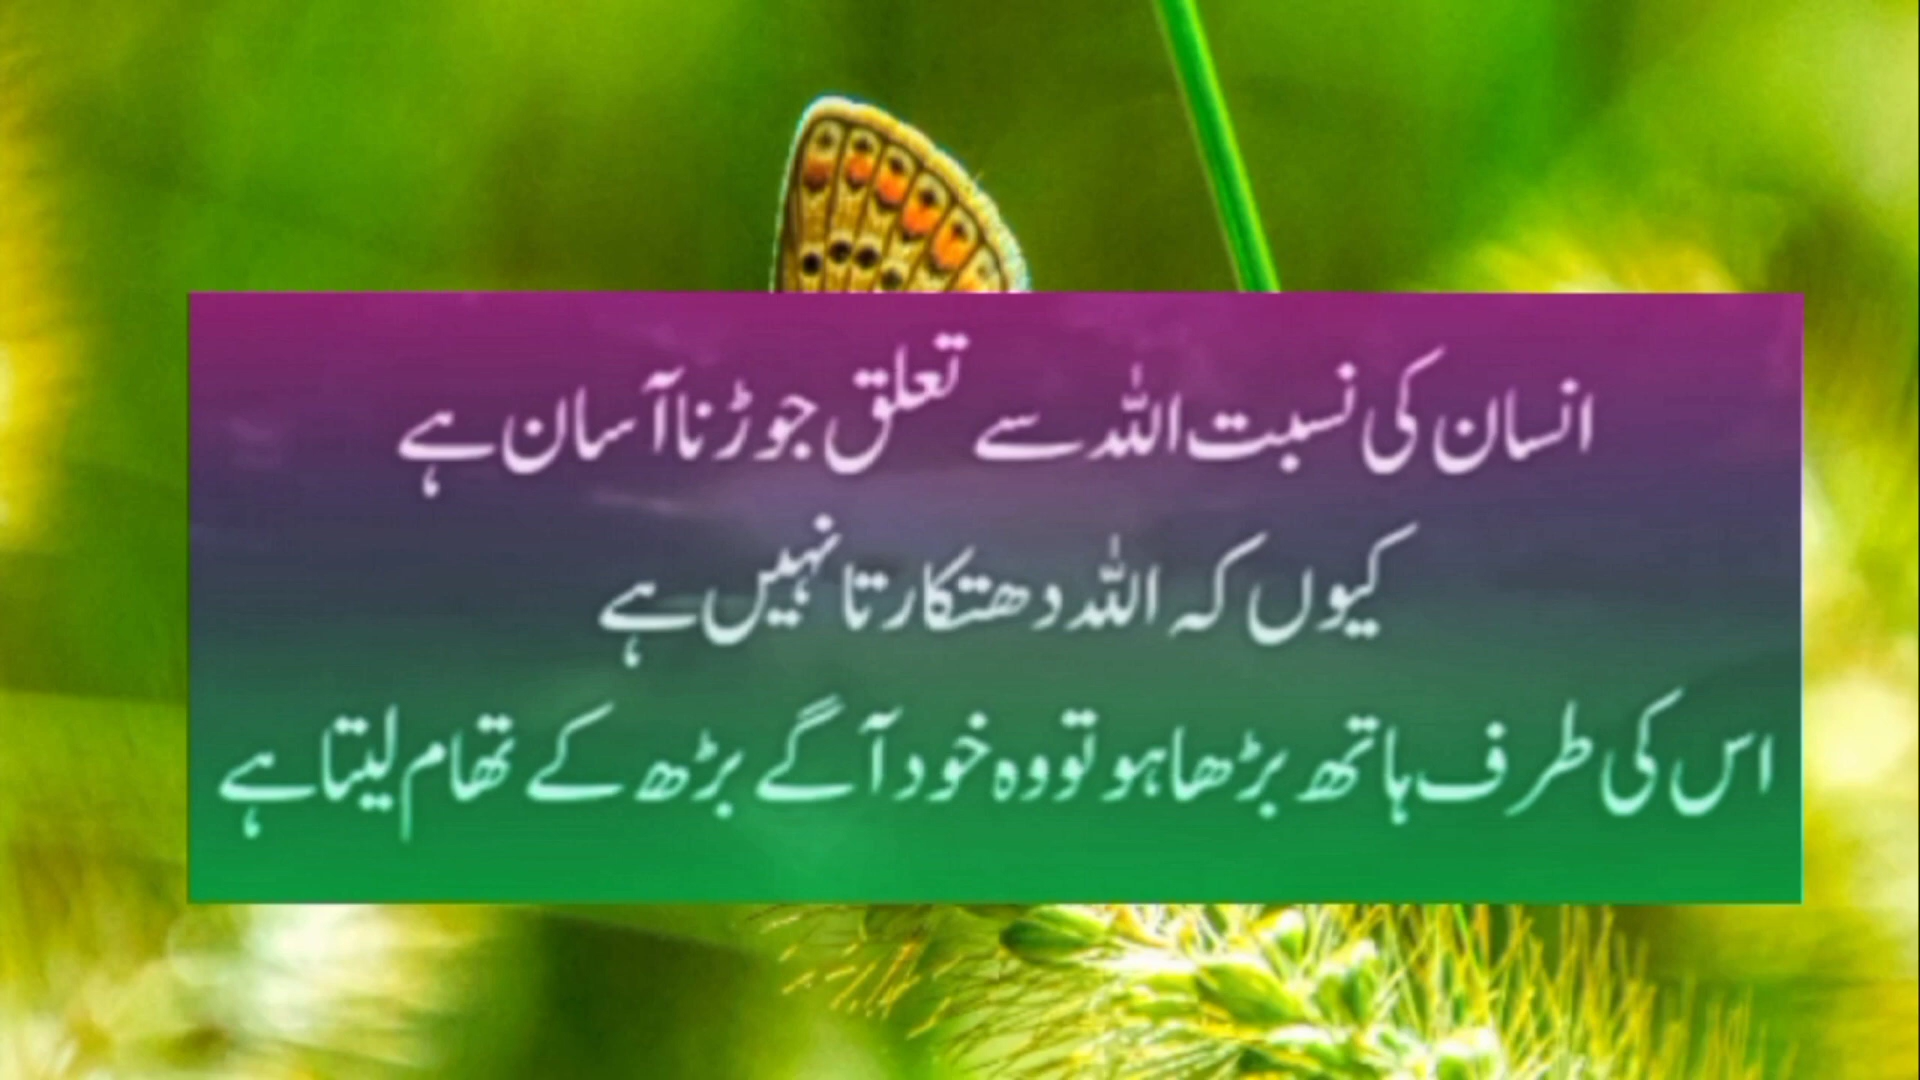 انسان کی نسبت اللہ سے تعلق جوڑنا آسان ہے
کیوں کہ اللہ دھتکارتا نہیں ہے
اس کی طرف ہاتھ بڑھا ہو تو وہ خود آگے بڑھ کے تھام لیتا ہے